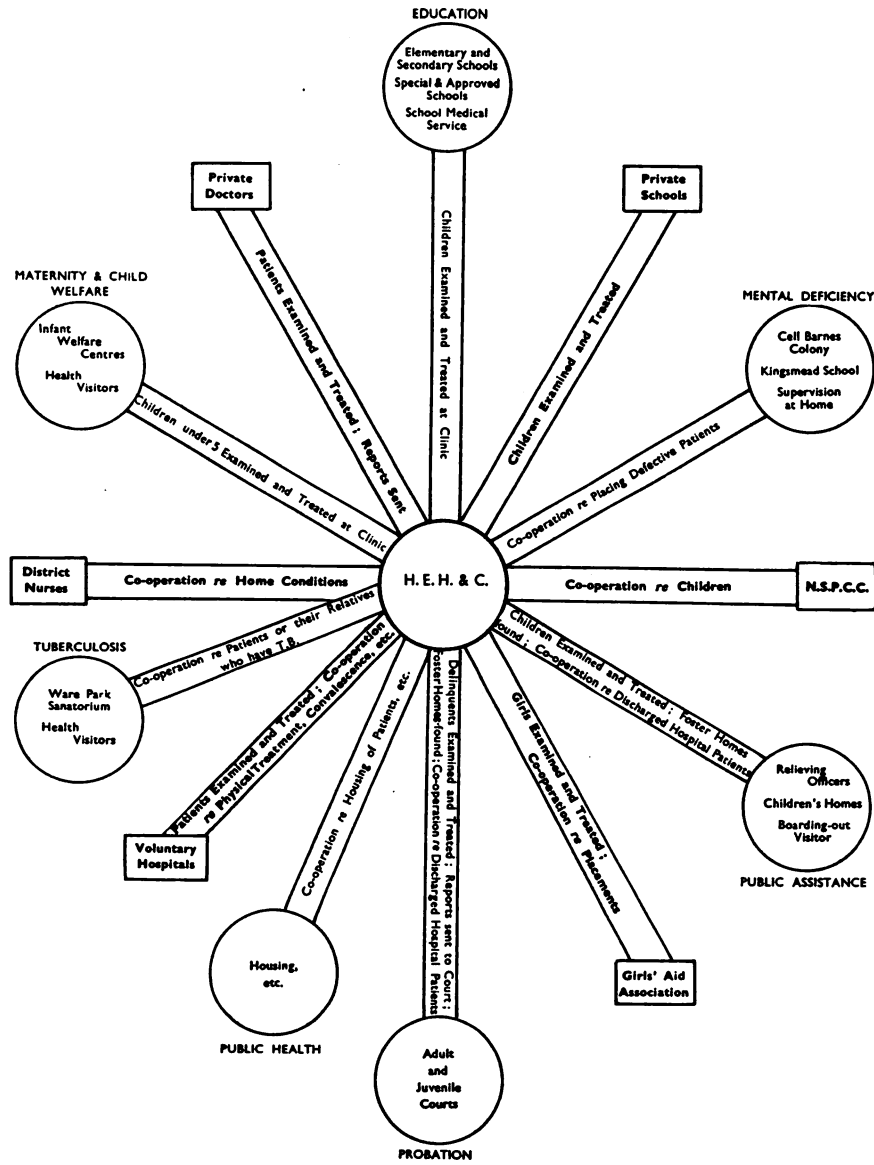 EDUCATION
Elementary and
Secondary Schools
Special & Approved
Schools
School Medical
Service
Private
Doctors
Private
Schools
Children Examined and Treated at Clinic
Patients Examined and Treated; Reports Sent
Children Examined and Treated
MATERNITY & CHILD
WELFARE
Infant
Welfare
Centres
Health
Visitors
Children under 5 Examined and Treated at Clinic
MENTAL DEFICIENCY
Cell Barnes
Colony
Kingsmead School
Supervision
at Home
Co-operation re Placing Defective Patients
H. E. H. & C.
District
Nurses
Co-operation re Home Conditions
Co-operation re Children
N.S.P.C.C.
TUBERCULOSIS
Ware Park
Sanatorium
Health
Visitors
Co-operation re Patients or their Relatives
who have T.B.
Children Examined and Treated; Foster Homes
found; Co-operation re Discharged Hospital Patients
Relieving
Officers
Children's Homes
Boarding-out
Visitor
PUBLIC ASSISTANCE
Patients Examined and Treated; Co-operation
re Physical Treatment, Convalescence, etc.
Voluntary
Hospitals
Co-operation re Housing of Patients, etc.
Housing,
etc.
PUBLIC HEALTH
Delinquents Examined and Treated; Reports sent to Court;
Foster Homes found; Co-operation re Discharged Hospital Patients
Adult
and
Juvenile
Courts
PROBATION
Girls Examined and Treated;
Co-operation re Placements
Girls' Aid
Association